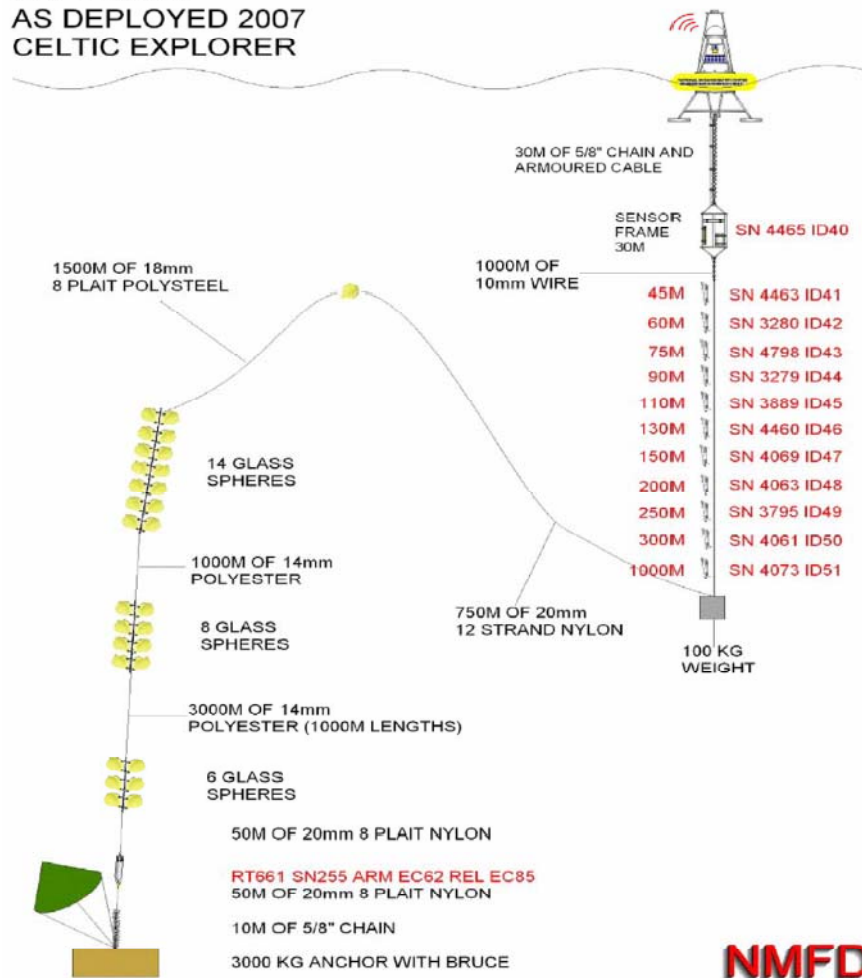 AS DEPLOYED 2007
CELTIC EXPLORER
30M OF 5/8" CHAIN AND
ARMOURED CABLE
SENSOR
FRAME
30M
SN 4465 ID40
1000M OF
10mm WIRE
1500M OF 18mm
8 PLAIT POLYSTEEL
45M SN 4463 ID41
60M SN 3280 ID42
75M SN 4798 ID43
90M SN 3279 ID44
110M SN 3889 ID45
130M SN 4460 ID46
150M SN 4069 ID47
200M SN 4063 ID48
250M SN 3795 ID49
300M SN 4061 ID50
1000M SN 4073 ID51
14 GLASS
SPHERES
1000M OF 14mm
POLYESTER
750M OF 20mm
12 STRAND NYLON
8 GLASS
SPHERES
100 KG
WEIGHT
3000M OF 14mm
POLYESTER (1000M LENGTHS)
6 GLASS
SPHERES
50M OF 20mm 8 PLAIT NYLON
RT661 SN255 ARM EC62 REL EC85
50M OF 20mm 8 PLAIT NYLON
10M OF 5/8" CHAIN
3000 KG ANCHOR WITH BRUCE
NMFD